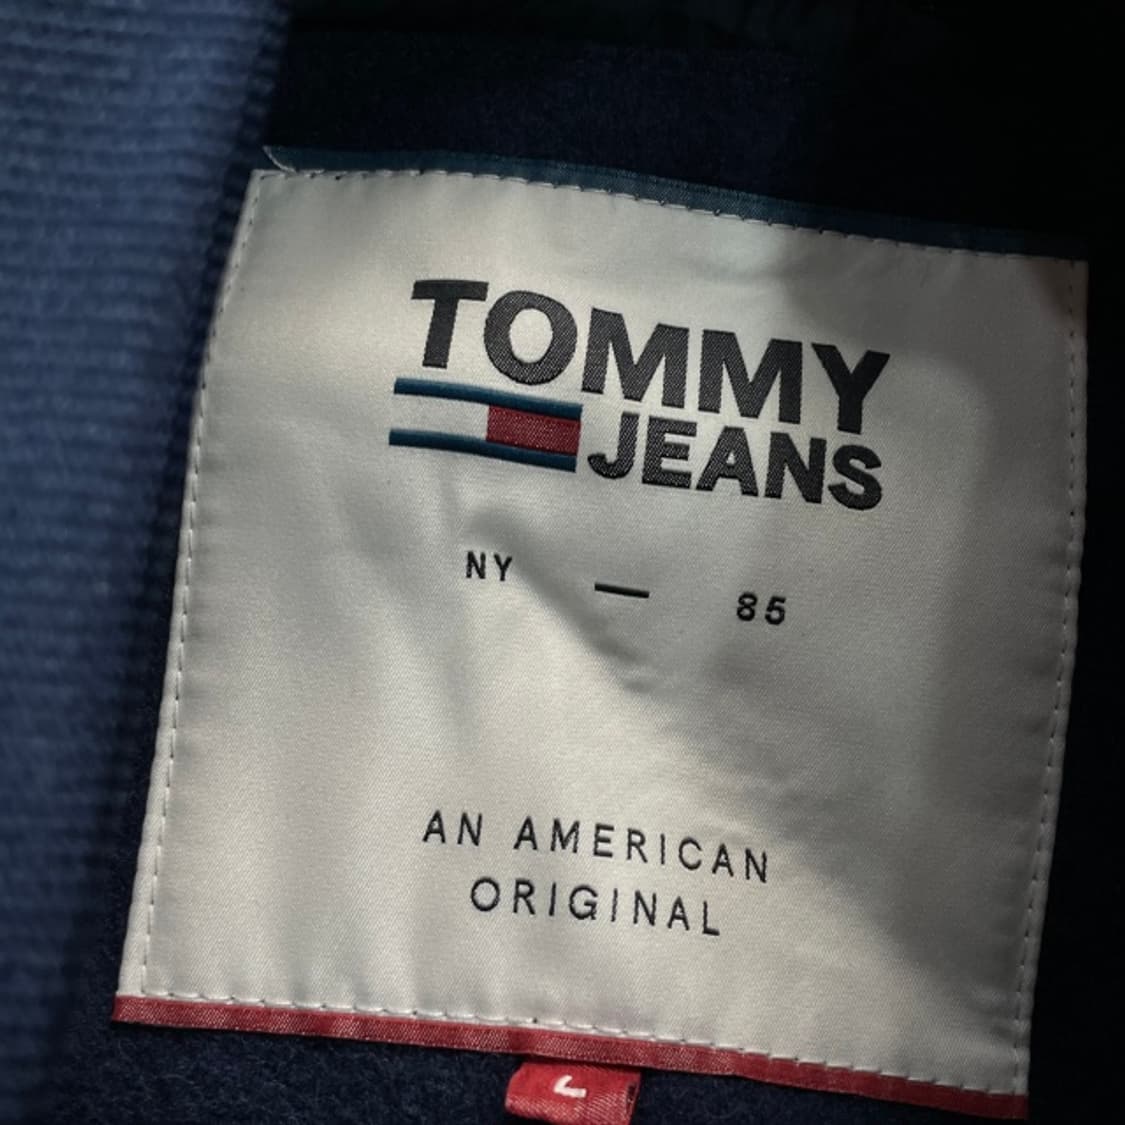 TOMMY
JEANS
NY — 85
AN AMERICAN
ORIGINAL
L